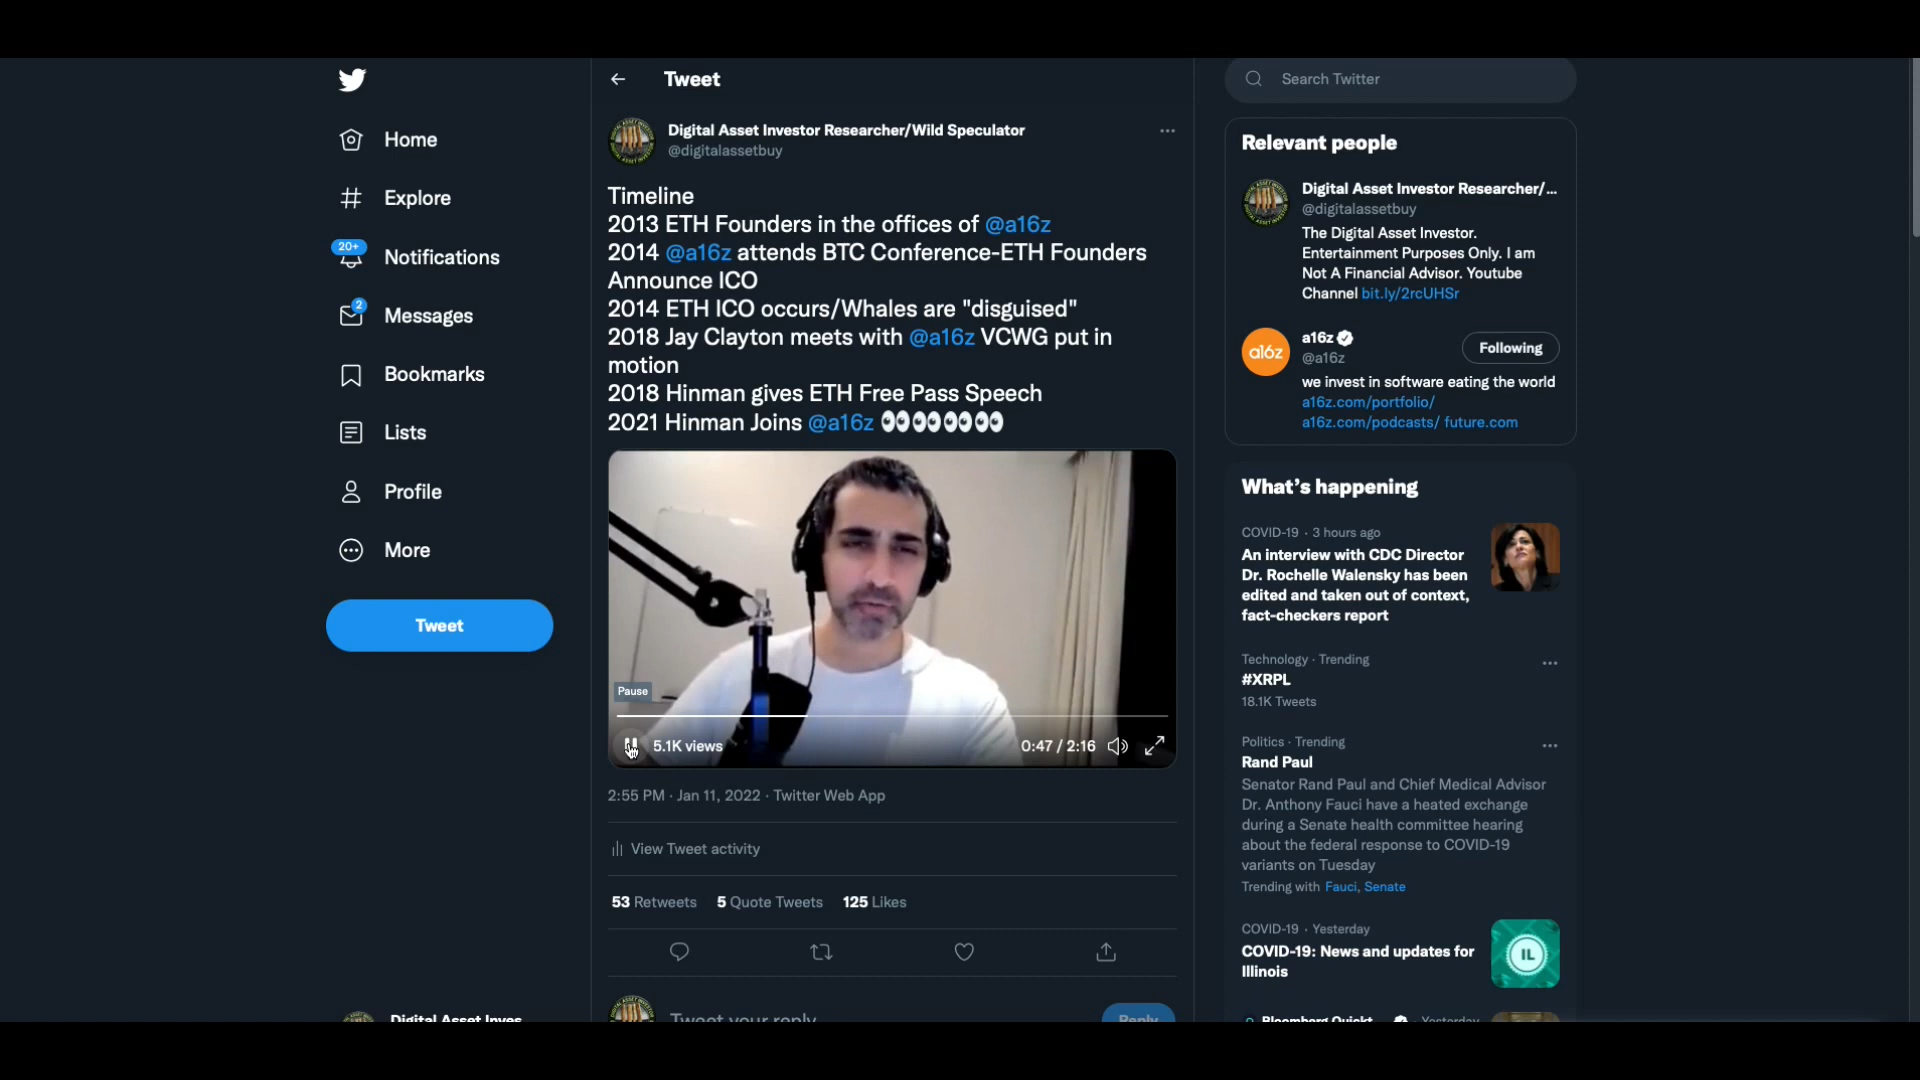 Home
Explore
20+
Notifications
2
Messages
Bookmarks
Lists
Profile
More
Tweet
Digital Asset Inves
Tweet
Digital Asset Investor Researcher/Wild Speculator
@digitalassetbuy
Timeline
2013 ETH Founders in the offices of @a16z
2014 @a16z attends BTC Conference-ETH Founders
Announce ICO
2014 ETH ICO occurs/Whales are "disguised"
2018 Jay Clayton meets with @a16z VCWG put in
motion
2018 Hinman gives ETH Free Pass Speech
2021 Hinman Joins @a16z 👀👀👀👀
Pause
5.1K views
0:47 / 2:16
2:55 PM · Jan 11, 2022 · Twitter Web App
View Tweet activity
53 Retweets 5 Quote Tweets 125 Likes
Tweet your reply
Reply
Search Twitter
Relevant people
Digital Asset Investor Researcher/...
@digitalassetbuy
The Digital Asset Investor.
Entertainment Purposes Only. I am
Not A Financial Advisor. Youtube
Channel bit.ly/2rcUHSr
a16z
a16z
@a16z
Following
we invest in software eating the world
a16z.com/portfolio/
a16z.com/podcasts/ future.com
What's happening
COVID-19 · 3 hours ago
An interview with CDC Director
Dr. Rochelle Walensky has been
edited and taken out of context,
fact-checkers report
Technology · Trending
#XRPL
18.1K Tweets
Politics · Trending
Rand Paul
Senator Rand Paul and Chief Medical Advisor
Dr. Anthony Fauci have a heated exchange
during a Senate health committee hearing
about the federal response to COVID-19
variants on Tuesday
Trending with Fauci, Senate
COVID-19 · Yesterday
COVID-19: News and updates for
Illinois
IL
Bloomberg Quickt
Yesterday